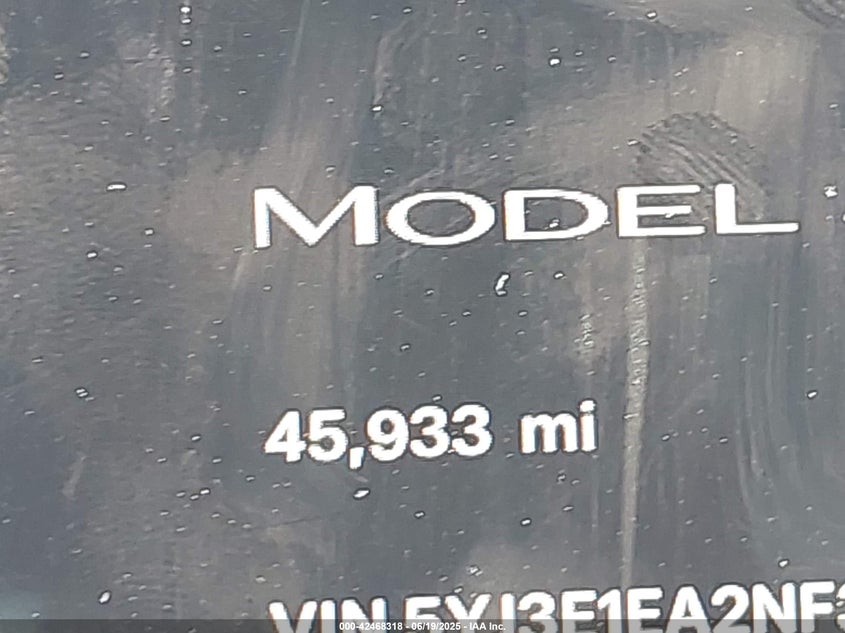 MODEL
45,933 mi
VIN 5YJ3E1EA2NF
000-42468318 - 06/19/2025 - IAA Inc.